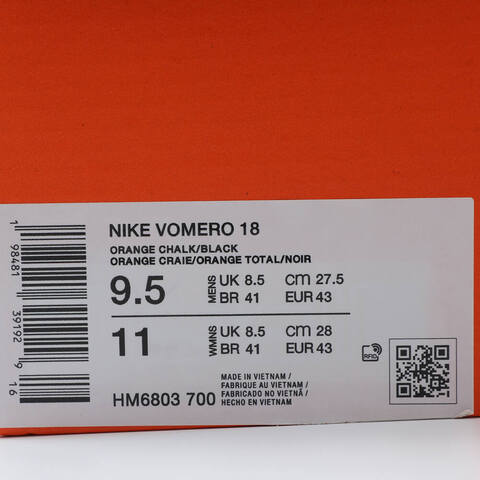 NIKE VOMERO 18
ORANGE CHALK/BLACK
ORANGE CRAIE/ORANGE TOTAL/NOIR
9.5 MENS UK 8.5 CM 27.5
BR 41 EUR 43
11 WMNS UK 8.5 CM 28
BR 41 EUR 43
RFID
MADE IN VIETNAM /
FABRIQUE AU VIETNAM /
FABRICADO NO VIETNÃ /
HECHO EN VIETNAM
HM6803 700
1 98481 39192 9 16